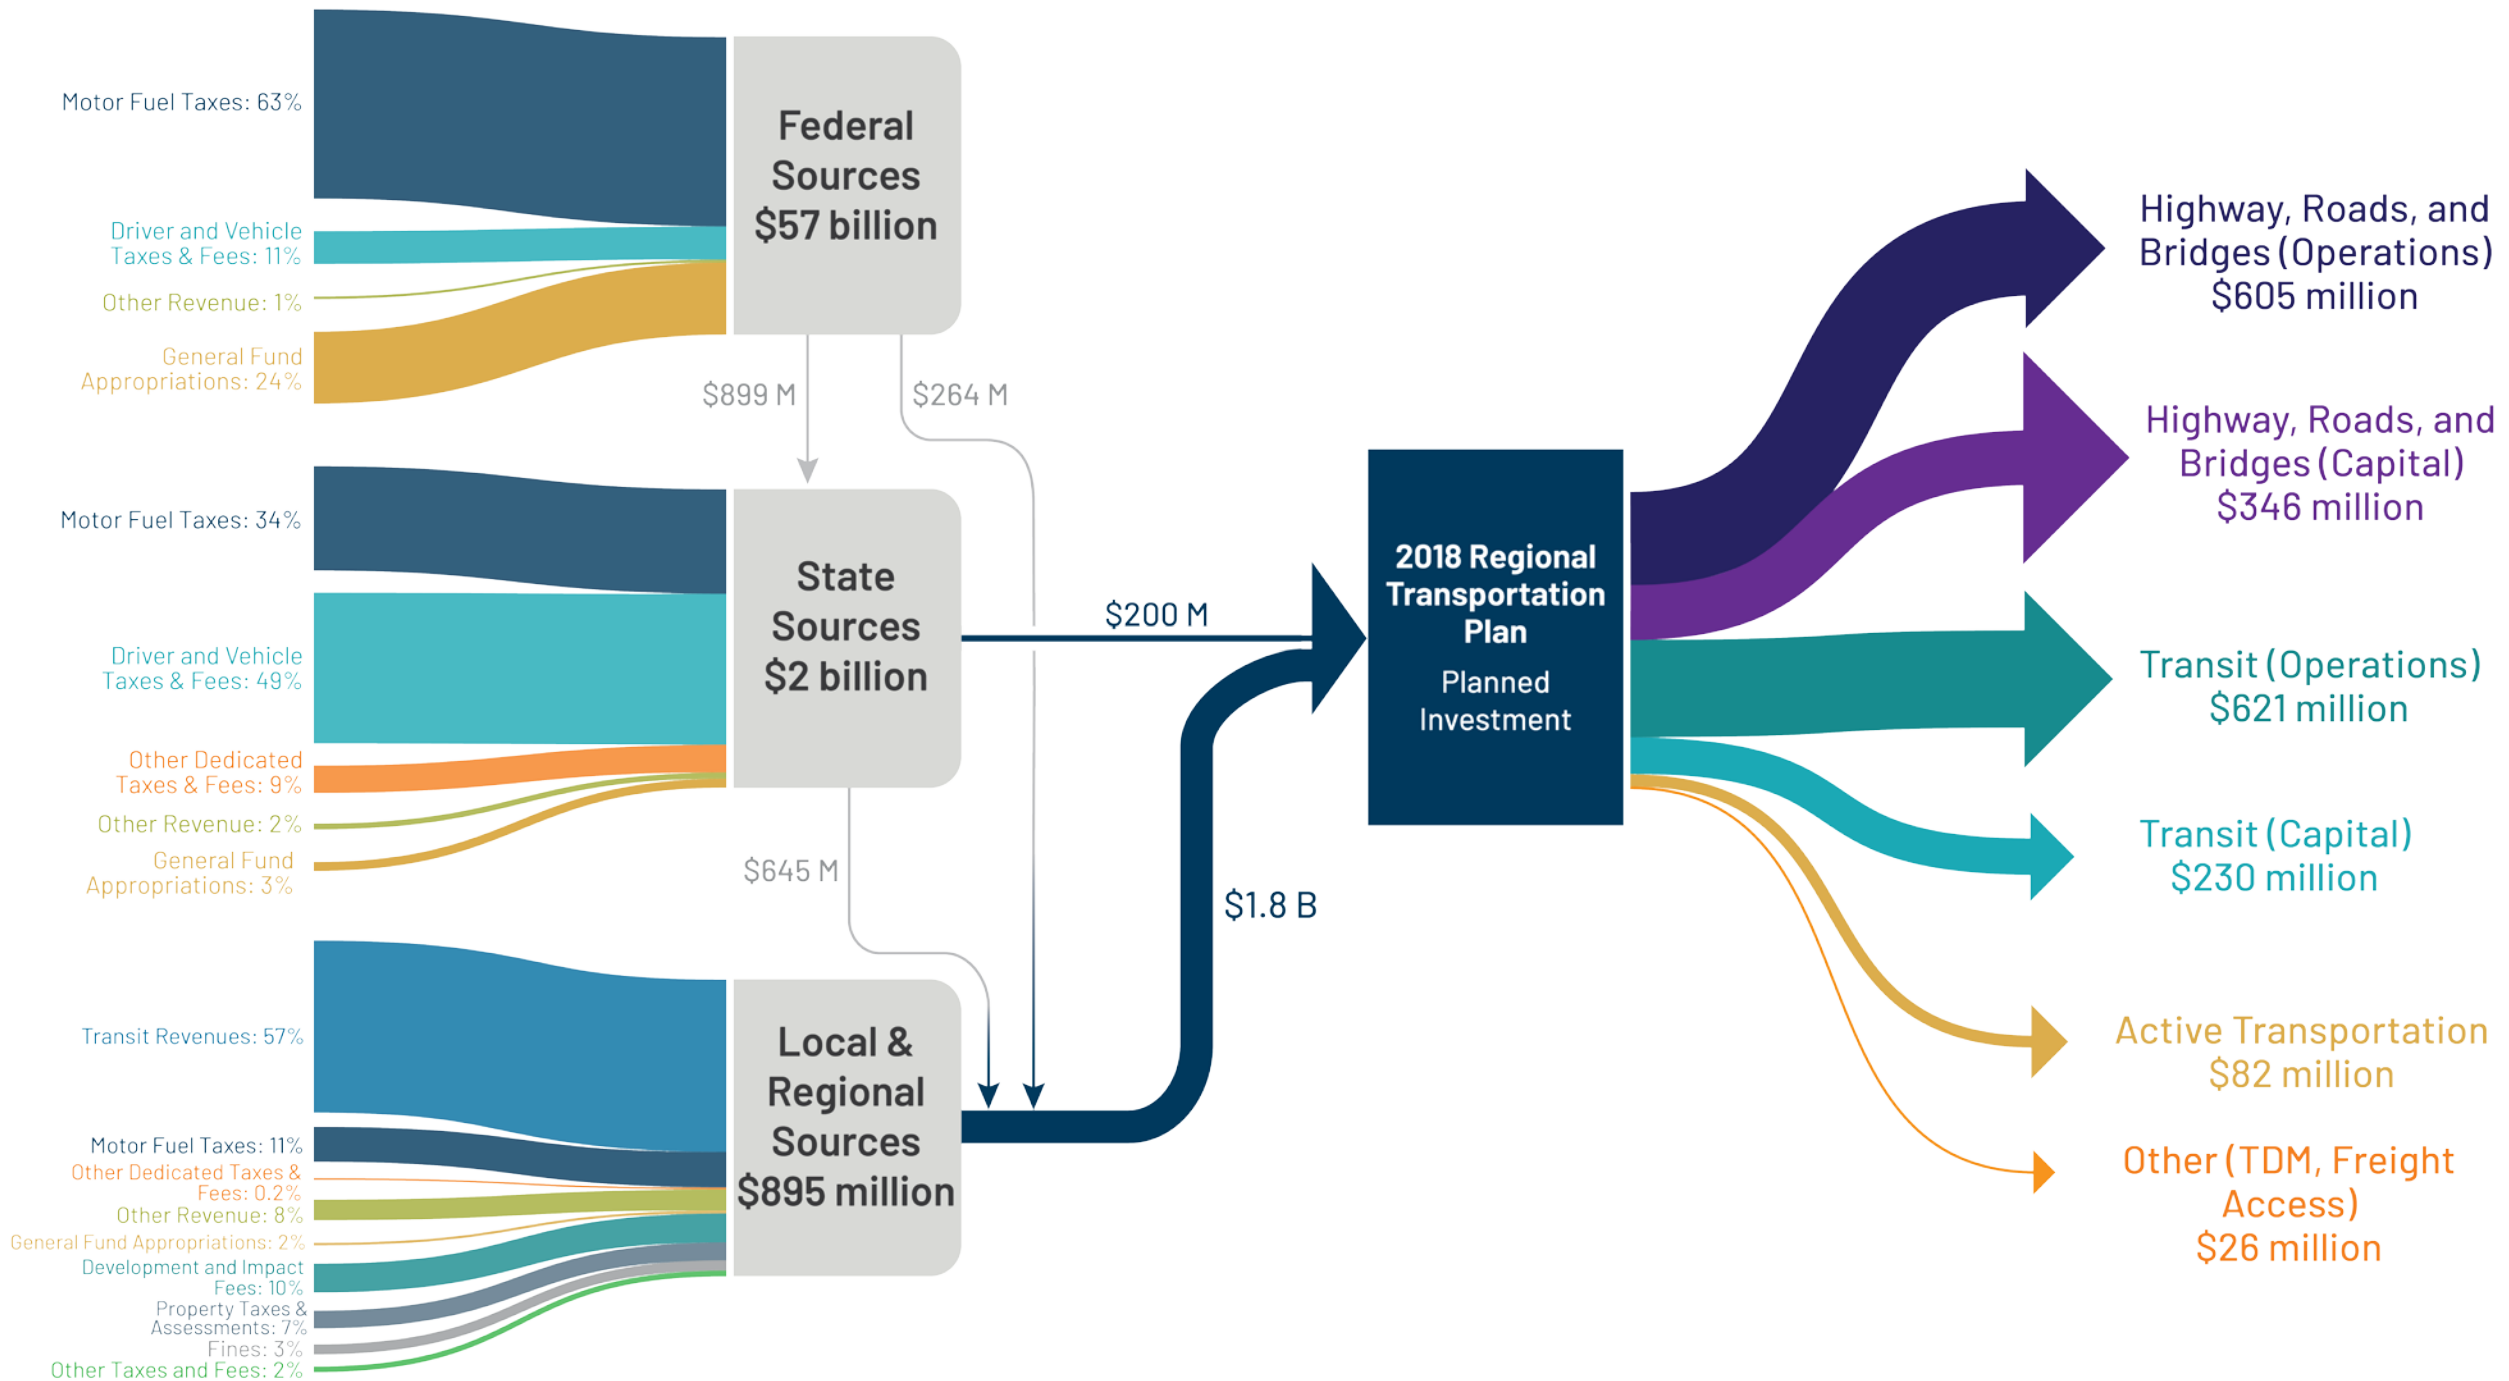 Motor Fuel Taxes: 63%
Driver and Vehicle
Taxes & Fees: 11%
Other Revenue: 1%
General Fund
Appropriations: 24%
Federal
Sources
$57 billion
$899 M
$264 M
Motor Fuel Taxes: 34%
Driver and Vehicle
Taxes & Fees: 49%
Other Dedicated
Taxes & Fees: 9%
Other Revenue: 2%
General Fund
Appropriations: 3%
State
Sources
$2 billion
$200 M
$645 M
Transit Revenues: 57%
Motor Fuel Taxes: 11%
Other Dedicated Taxes &
Fees: 0.2%
Other Revenue: 8%
General Fund Appropriations: 2%
Development and Impact
Fees: 10%
Property Taxes &
Assessments: 7%
Fines: 3%
Other Taxes and Fees: 2%
Local &
Regional
Sources
$895 million
$1.8 B
2018 Regional
Transportation
Plan
Planned
Investment
Highway, Roads, and
Bridges (Operations)
$605 million
Highway, Roads, and
Bridges (Capital)
$346 million
Transit (Operations)
$621 million
Transit (Capital)
$230 million
Active Transportation
$82 million
Other (TDM, Freight
Access)
$26 million